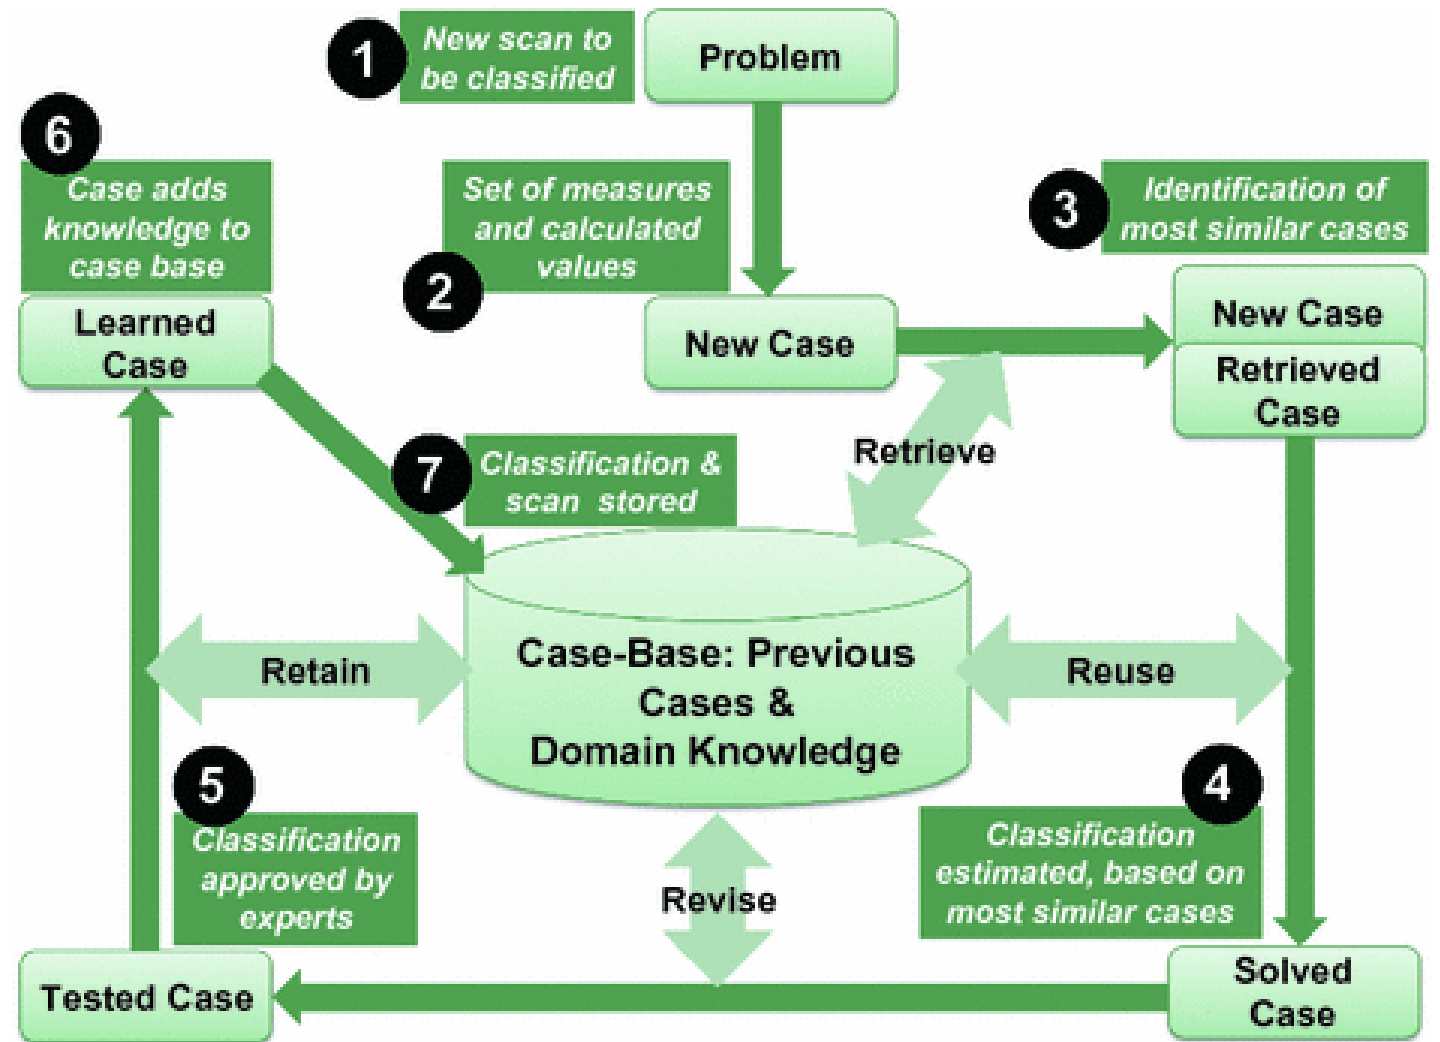 1
New scan to
be classified
Problem
6
Case adds
knowledge to
case base
Learned
Case
2
Set of measures
and calculated
values
New Case
3
Identification of
most similar cases
New Case
Retrieved
Case
Retrieve
7
Classification &
scan stored
Case-Base: Previous
Cases &
Domain Knowledge
Retain
Reuse
5
Classification
approved by
experts
Revise
4
Classification
estimated, based on
most similar cases
Tested Case
Solved
Case